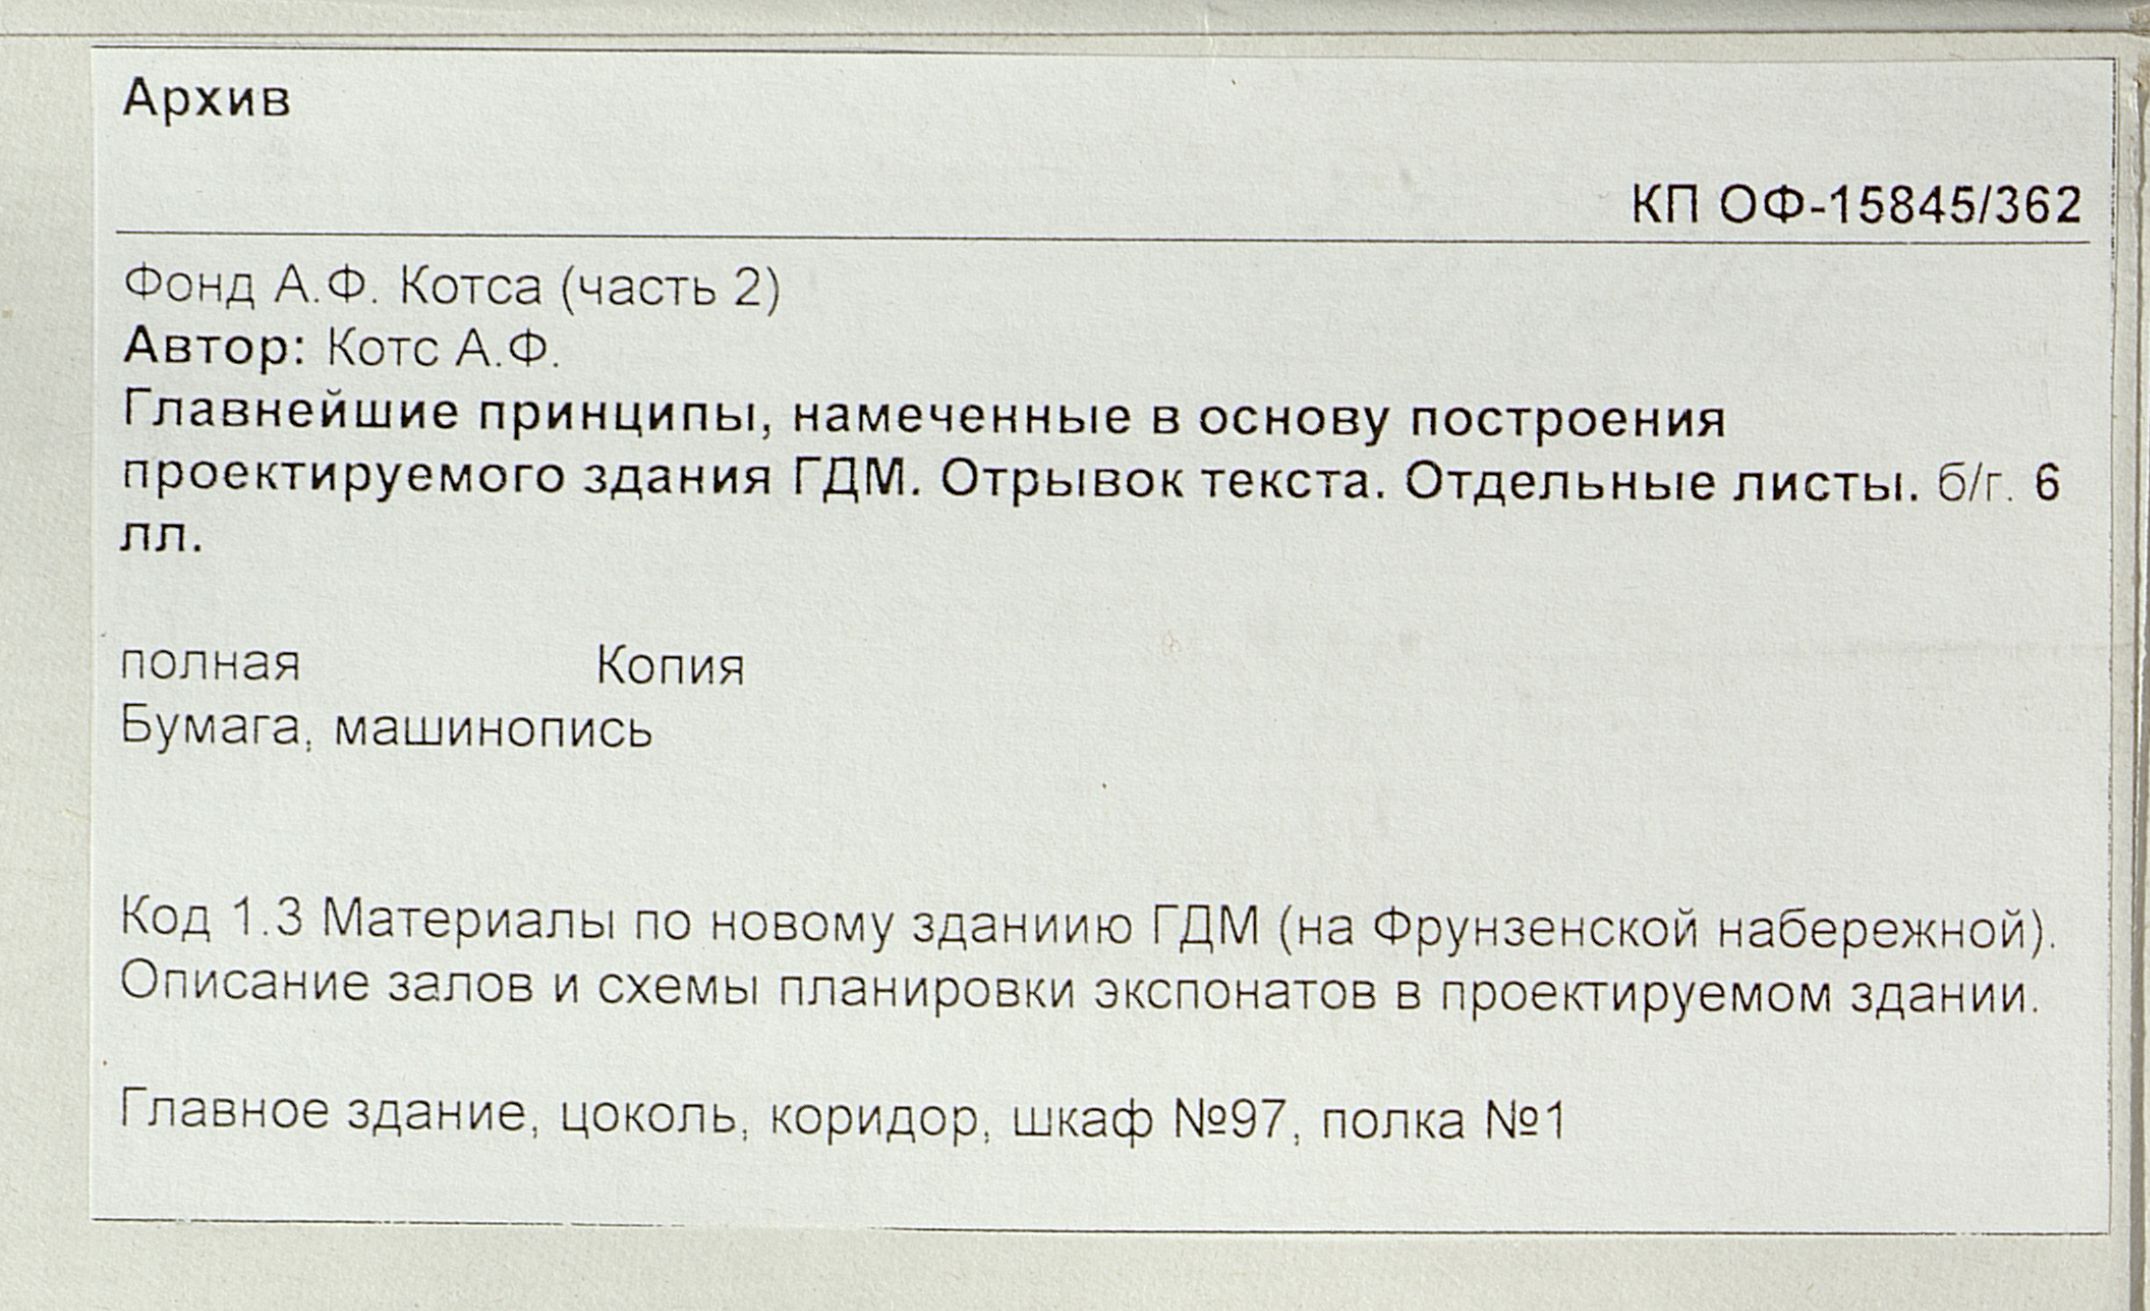 Архив
КП ОФ-15845/362
Фонд А.Ф. Котса (часть 2)
Автор: Котс А.Ф.
Главнейшие принципы, намеченные в основу построения
проектируемого здания ГДМ. Отрывок текста. Отдельные листы. б/г. 6
лл.
полная Копия
Бумага, машинопись
Код 1.3 Материалы по новому зданиию ГДМ (на Фрунзенской набережной).
Описание залов и схемы планировки экспонатов в проектируемом здании.
Главное здание, цоколь, коридор, шкаф №97, полка №1